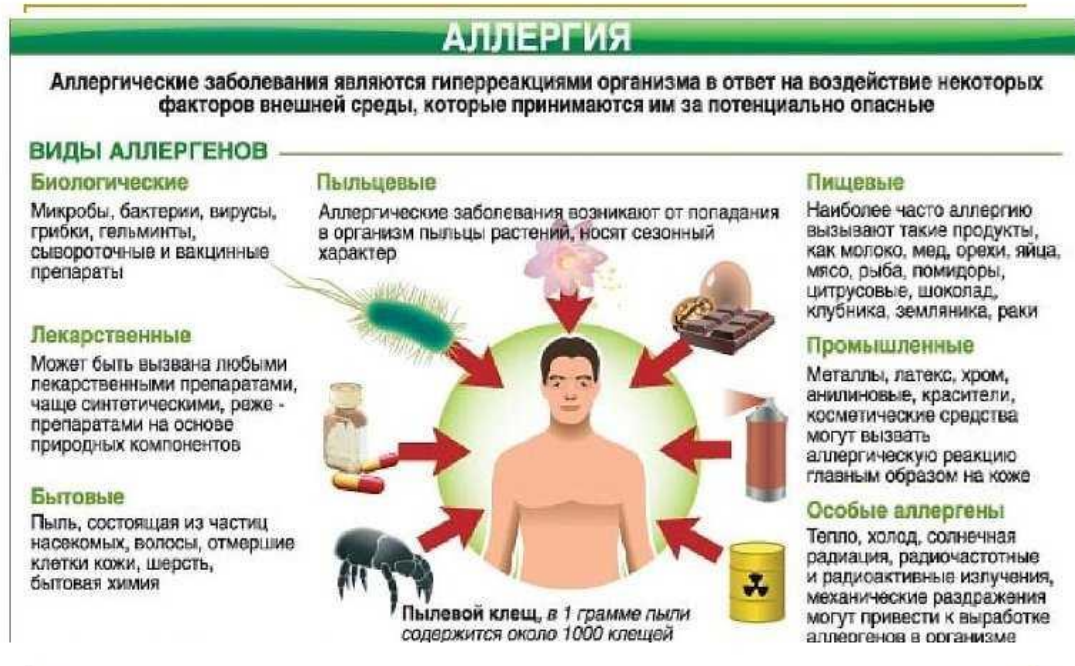 АЛЛЕРГИЯ
Аллергические заболевания являются гиперреакциями организма в ответ на воздействие некоторых
факторов внешней среды, которые принимаются им за потенциально опасные
ВИДЫ АЛЛЕРГЕНОВ
Биологические
Микробы, бактерии, вирусы,
грибки, гельминты,
сывороточные и вакцинные
препараты
Лекарственные
Может быть вызвана любыми
лекарственными препаратами,
чаще синтетическими, реже -
препаратами на основе
природных компонентов
Бытовые
Пыль, состоящая из частиц
насекомых, волосы, отмершие
клетки кожи, шерсть,
бытовая химия
Пыльцевые
Аллергические заболевания возникают от попадания
в организм пыльцы растений, носят сезонный
характер
Пылевой клещ, в 1 грамме пыли
содержится около 1000 клещей
Пищевые
Наиболее часто аллергию
вызывают такие продукты,
как молоко, мед, орехи, яйца,
мясо, рыба, помидоры,
цитрусовые, шоколад,
клубника, земляника, раки
Промышленные
Металлы, латекс, хром,
анилиновые, красители,
косметические средства
могут вызвать
аллергическую реакцию
главным образом на коже
Особые аллергены
Тепло, холод, солнечная
радиация, радиочастотные
и радиоактивные излучения,
механические раздражения
могут привести к выработке
аллергенов в организме